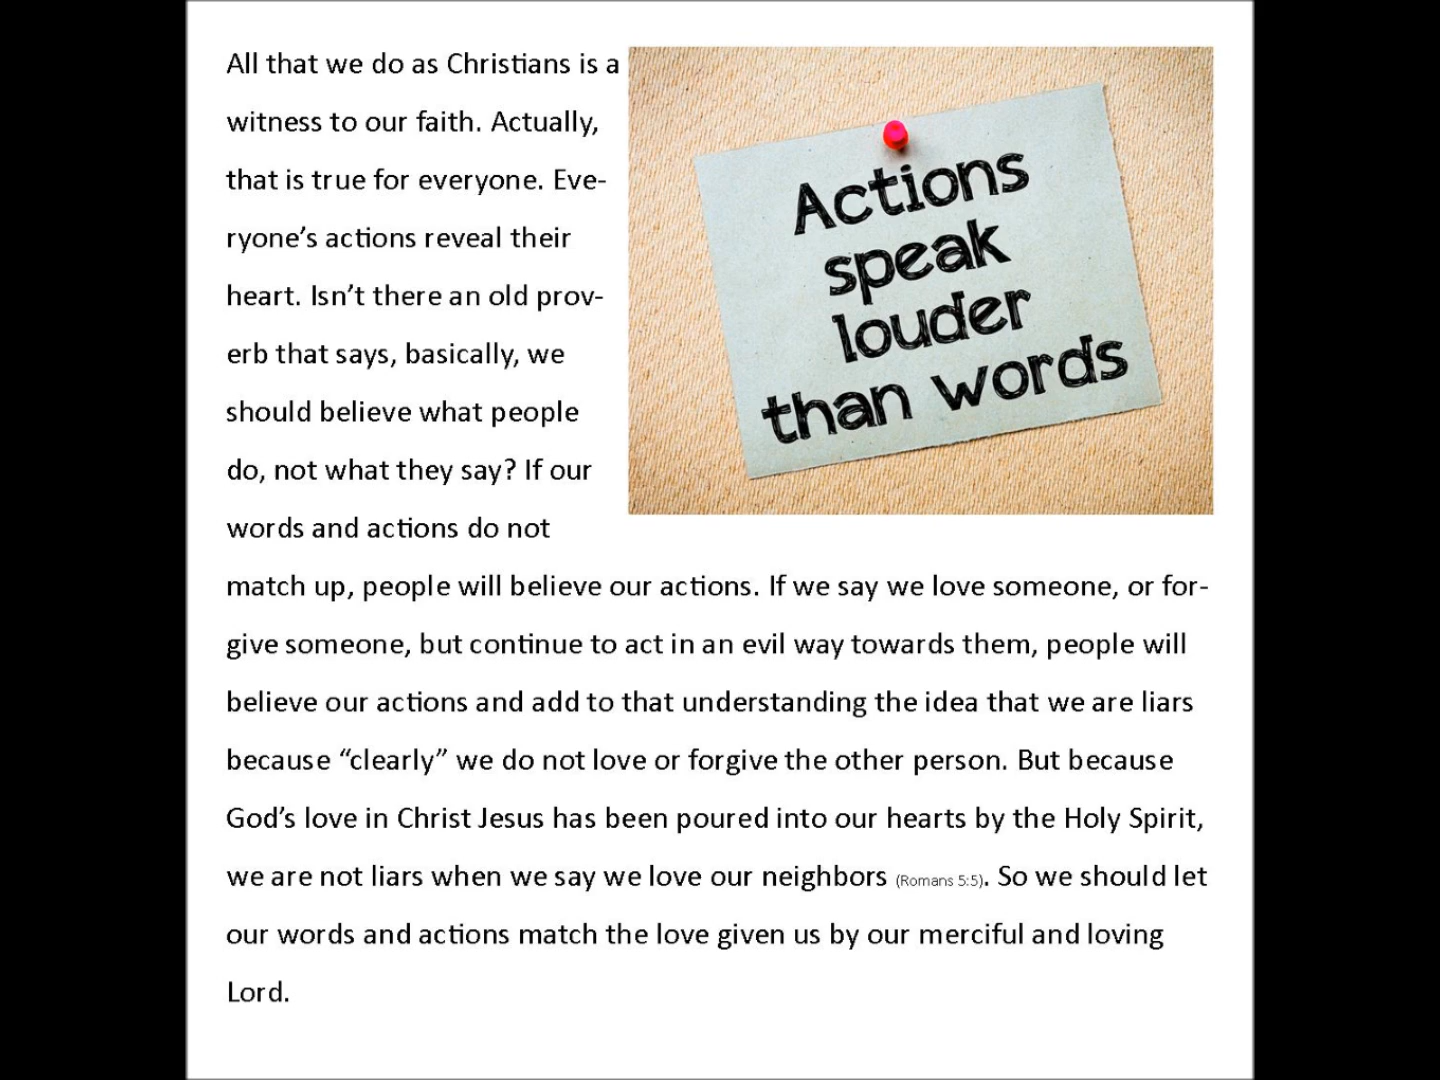 All that we do as Christians is a
witness to our faith. Actually,
that is true for everyone. Eve-
ryone’s actions reveal their
heart. Isn’t there an old prov-
erb that says, basically, we
should believe what people
do, not what they say? If our
words and actions do not
match up, people will believe our actions. If we say we love someone, or for-
give someone, but continue to act in an evil way towards them, people will
believe our actions and add to that understanding the idea that we are liars
because “clearly” we do not love or forgive the other person. But because
God’s love in Christ Jesus has been poured into our hearts by the Holy Spirit,
we are not liars when we say we love our neighbors (Romans 5:5). So we should let
our words and actions match the love given us by our merciful and loving
Lord.
Actions
speak
louder
than words